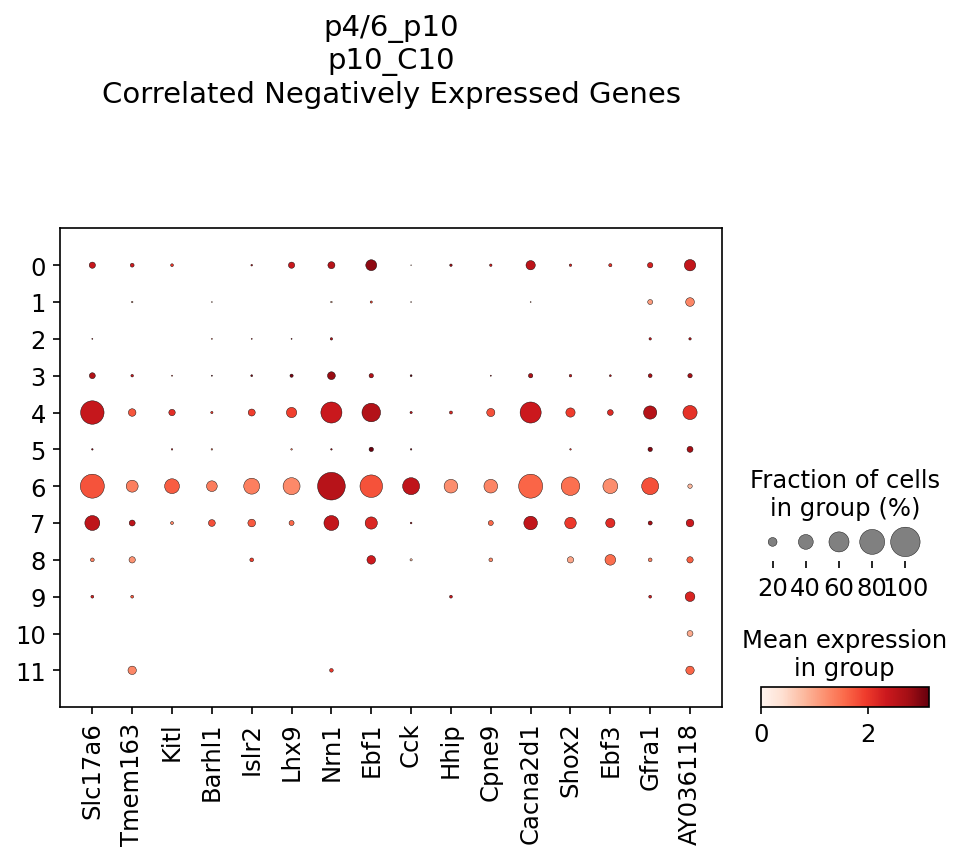 p4/6_p10
p10_C10
Correlated Negatively Expressed Genes
0
1
2
3
4
5
6
7
8
9
10
11
Slc17a6
Tmem163
Kitl
Barhl1
Islr2
Lhx9
Nrn1
Ebf1
Cck
Hhip
Cpne9
Cacna2d1
Shox2
Ebf3
Gfra1
AY036118
Fraction of cells
in group (%)
20 40 60 80 100
Mean expression
in group
0 2